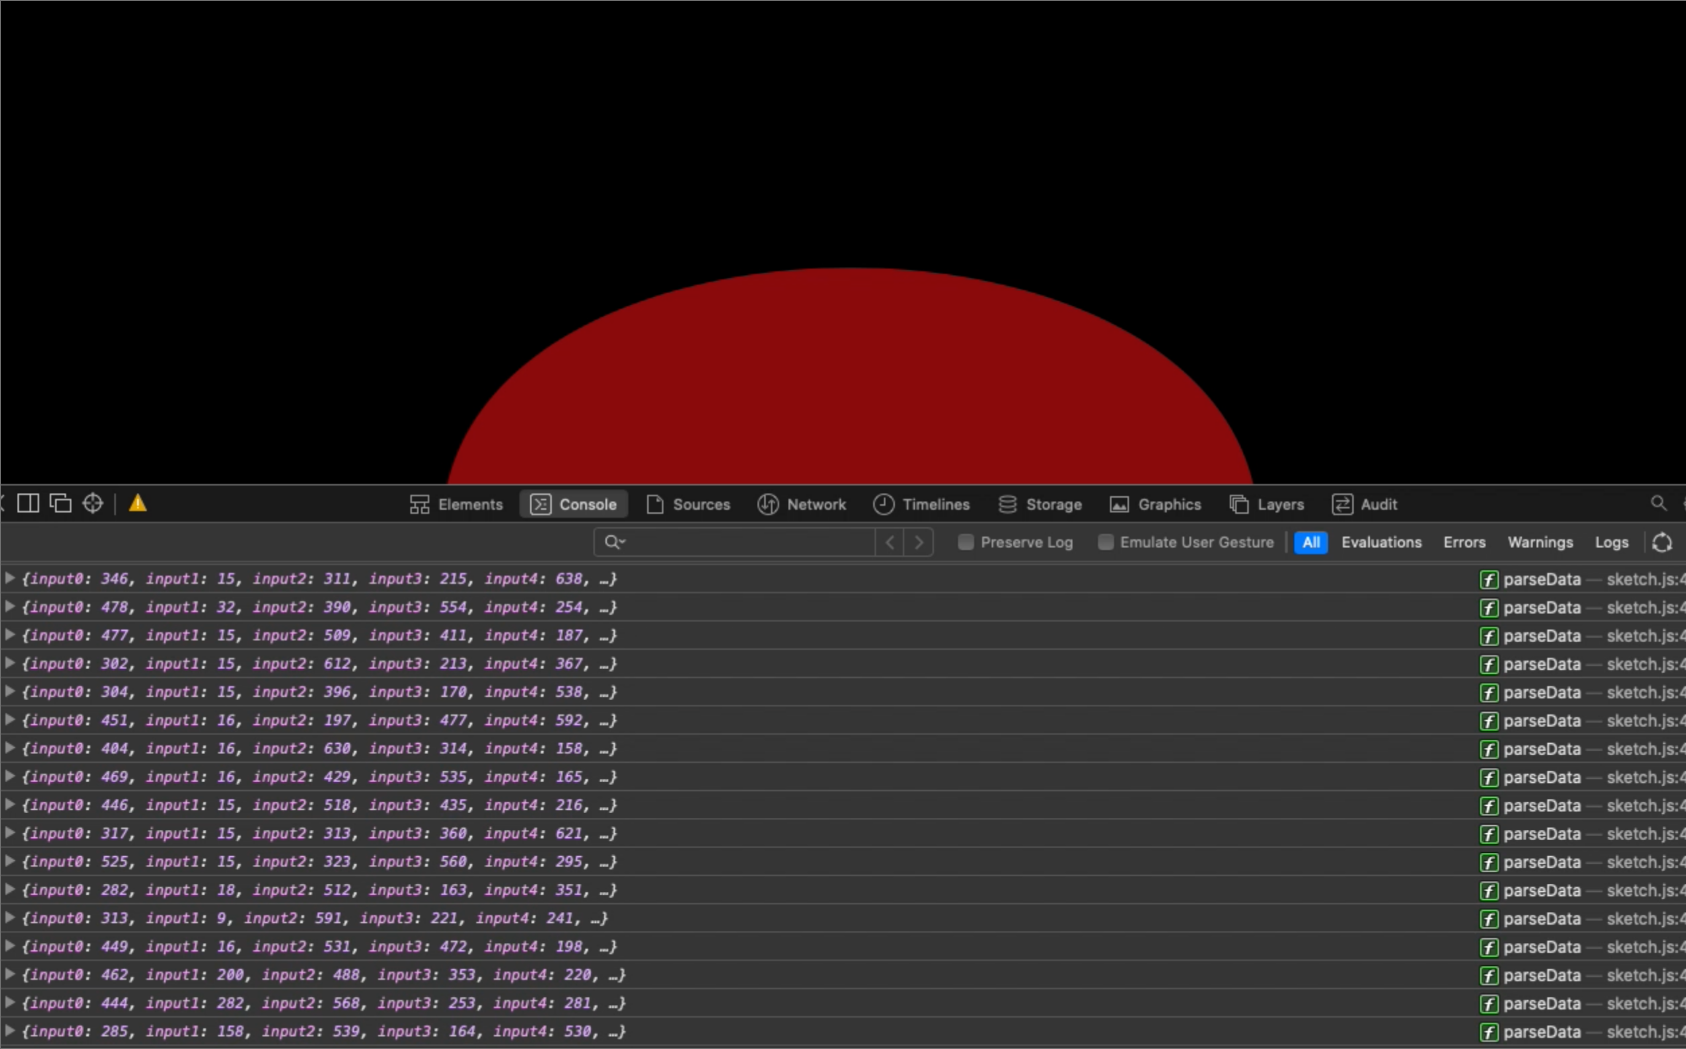 Elements Console Sources Network Timelines Storage Graphics Layers Audit
Preserve Log Emulate User Gesture All Evaluations Errors Warnings Logs
{input0: 346, input1: 15, input2: 311, input3: 215, input4: 638, …} f parseData — sketch.js:4
{input0: 478, input1: 32, input2: 390, input3: 554, input4: 254, …} f parseData — sketch.js:4
{input0: 477, input1: 15, input2: 509, input3: 411, input4: 187, …} f parseData — sketch.js:4
{input0: 302, input1: 15, input2: 612, input3: 213, input4: 367, …} f parseData — sketch.js:4
{input0: 304, input1: 15, input2: 396, input3: 170, input4: 538, …} f parseData — sketch.js:4
{input0: 451, input1: 16, input2: 197, input3: 477, input4: 592, …} f parseData — sketch.js:4
{input0: 404, input1: 16, input2: 630, input3: 314, input4: 158, …} f parseData — sketch.js:4
{input0: 469, input1: 16, input2: 429, input3: 535, input4: 165, …} f parseData — sketch.js:4
{input0: 446, input1: 15, input2: 518, input3: 435, input4: 216, …} f parseData — sketch.js:4
{input0: 317, input1: 15, input2: 313, input3: 360, input4: 621, …} f parseData — sketch.js:4
{input0: 525, input1: 15, input2: 323, input3: 560, input4: 295, …} f parseData — sketch.js:4
{input0: 282, input1: 18, input2: 512, input3: 163, input4: 351, …} f parseData — sketch.js:4
{input0: 313, input1: 9, input2: 591, input3: 221, input4: 241, …} f parseData — sketch.js:4
{input0: 449, input1: 16, input2: 531, input3: 472, input4: 198, …} f parseData — sketch.js:4
{input0: 462, input1: 200, input2: 488, input3: 353, input4: 220, …} f parseData — sketch.js:4
{input0: 444, input1: 282, input2: 568, input3: 253, input4: 281, …} f parseData — sketch.js:4
{input0: 285, input1: 158, input2: 539, input3: 164, input4: 530, …} f parseData — sketch.js:4